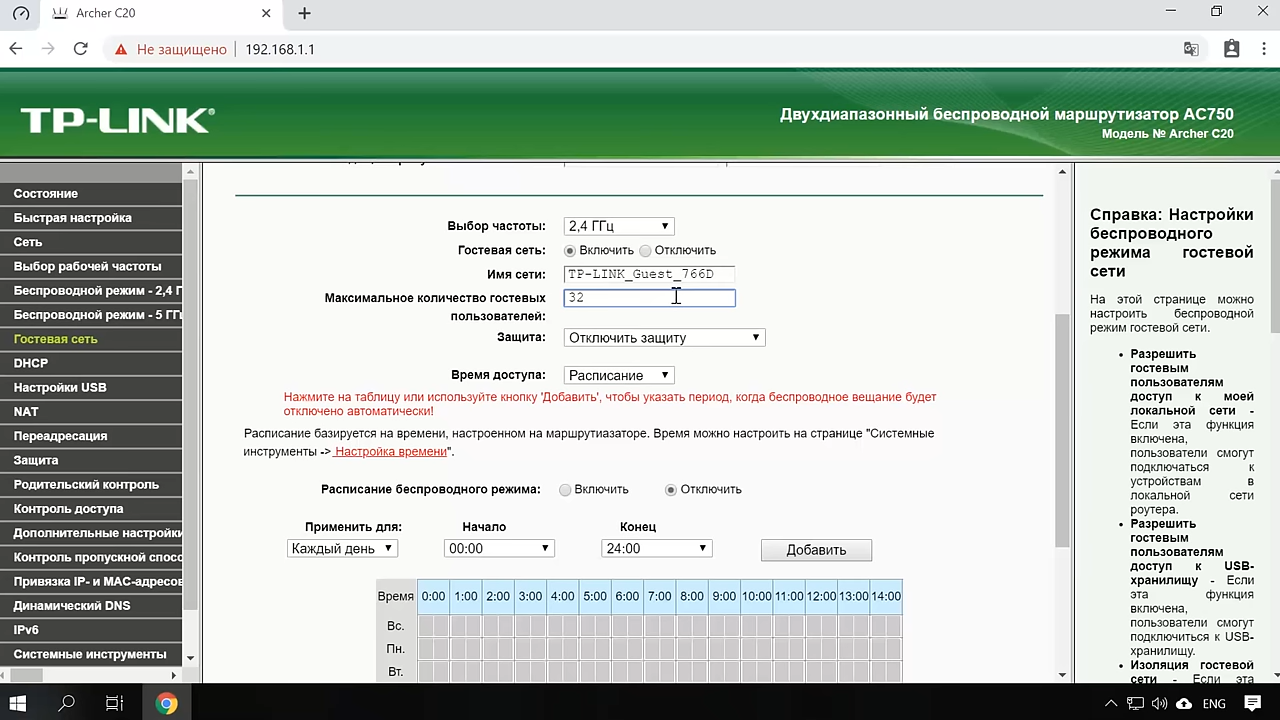 Archer C20
Не защищено
192.168.1.1
TP-LINK®
Двухдиапазонный беспроводной маршрутизатор AC750
Модель № Archer C20
Состояние
Быстрая настройка
Сеть
Выбор рабочей частоты
Беспроводной режим - 2,4 Г
Беспроводной режим - 5 ГГ
Гостевая сеть
DHCP
Настройки USB
NAT
Переадресация
Защита
Родительский контроль
Контроль доступа
Дополнительные настройки
Контроль пропускной спосо
Привязка IP- и MAC-адресов
Динамический DNS
IPv6
Системные инструменты
Выбор частоты: 2,4 ГГц
Гостевая сеть: Включить Отключить
Имя сети: TP-LINK_Guest_766D
Максимальное количество гостевых 32
пользователей:
Защита: Отключить защиту
Время доступа: Расписание
Нажмите на таблицу или используйте кнопку 'Добавить', чтобы указать период, когда беспроводное вещание будет
отключено автоматически!
Расписание базируется на времени, настроенном на маршрутиазаторе. Время можно настроить на странице "Системные
инструменты -> Настройка времени".
Расписание беспроводного режима: Включить Отключить
Применить для: Начало Конец
Каждый день 00:00 24:00 Добавить
Время 0:00 1:00 2:00 3:00 4:00 5:00 6:00 7:00 8:00 9:00 10:00 11:00 12:00 13:00 14:00
Вс.
Пн.
Вт.
Справка: Настройки
беспроводного
режима гостевой
сети
На этой странице можно
настроить беспроводной
режим гостевой сети.
Разрешить
гостевым
пользователям
доступ к моей
локальной сети -
Если эта функция
включена,
пользователи смогут
подключаться к
устройствам в
локальной сети
роутера.
Разрешить
гостевым
пользователям
доступ к USB-
хранилищу - Если
эта функция
включена,
пользователи смогут
подключиться к USB-
хранилищу.
Изоляция гостевой
сети - Если эта
ENG